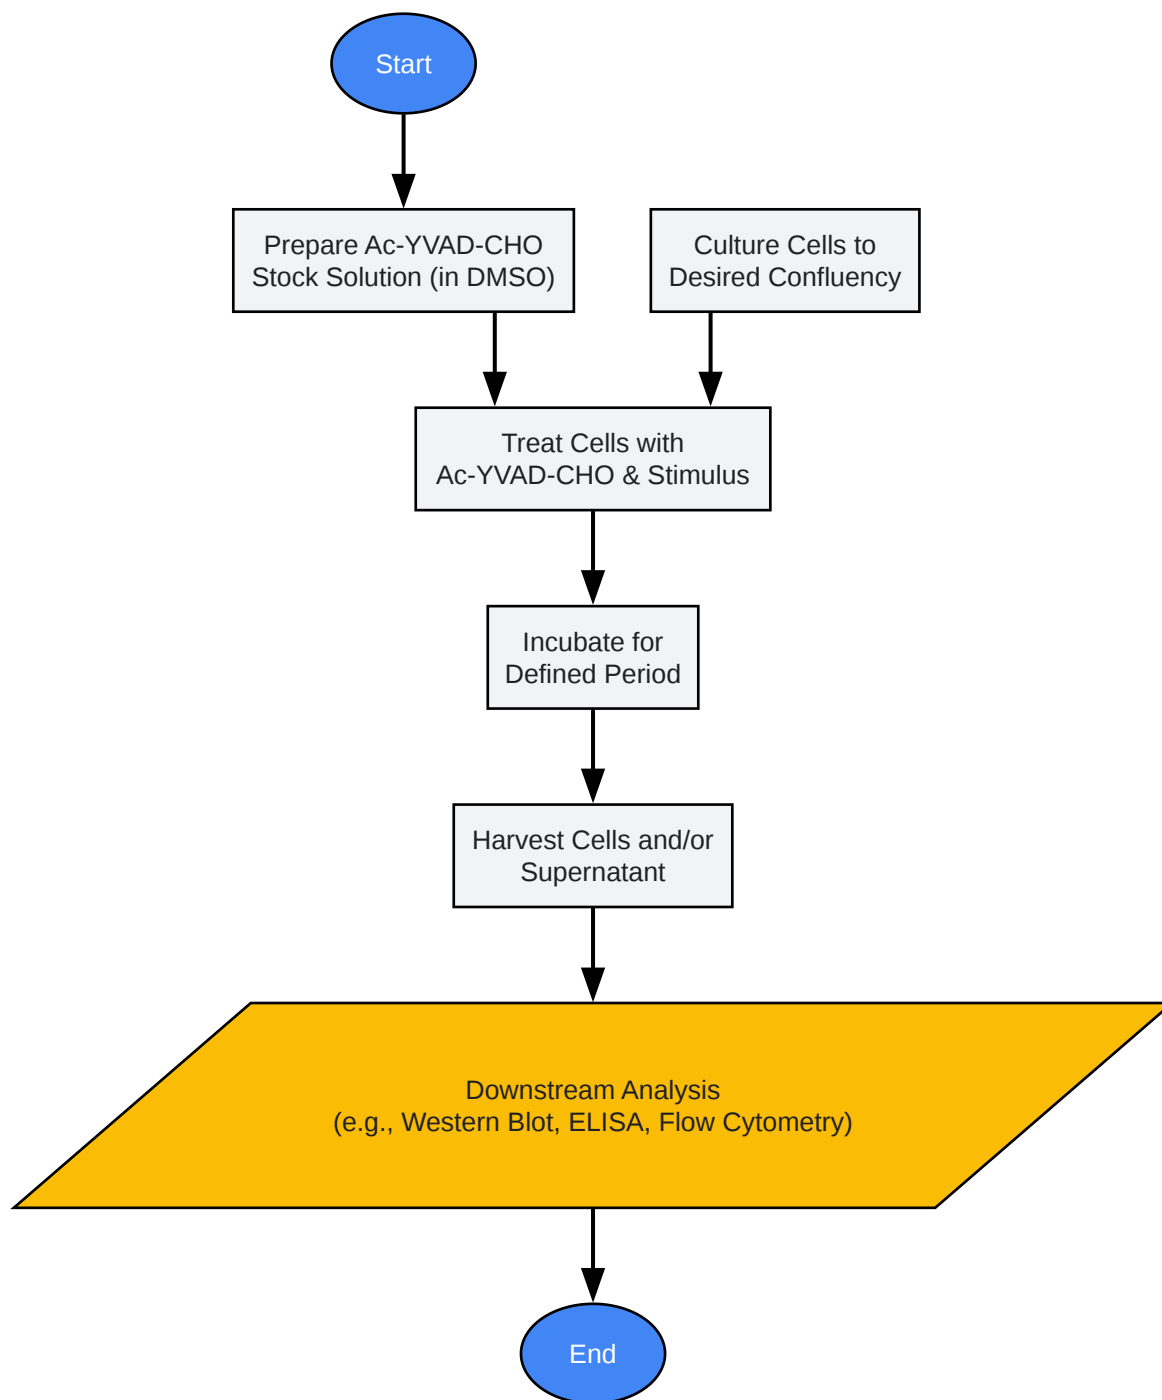 Start
Prepare Ac-YVAD-CHO
Stock Solution (in DMSO)
Culture Cells to
Desired Confluency
Treat Cells with
Ac-YVAD-CHO & Stimulus
Incubate for
Defined Period
Harvest Cells and/or
Supernatant
Downstream Analysis
(e.g., Western Blot, ELISA, Flow Cytometry)
End